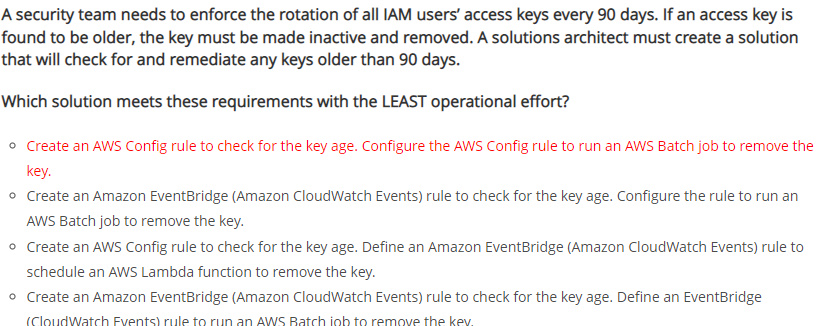 A security team needs to enforce the rotation of all IAM users' access keys every 90 days. If an access key is
found to be older, the key must be made inactive and removed. A solutions architect must create a solution
that will check for and remediate any keys older than 90 days.
Which solution meets these requirements with the LEAST operational effort?
Create an AWS Config rule to check for the key age. Configure the AWS Config rule to run an AWS Batch job to remove the
key.
Create an Amazon EventBridge (Amazon CloudWatch Events) rule to check for the key age. Configure the rule to run an
AWS Batch job to remove the key.
Create an AWS Config rule to check for the key age. Define an Amazon EventBridge (Amazon CloudWatch Events) rule to
schedule an AWS Lambda function to remove the key.
Create an Amazon EventBridge (Amazon CloudWatch Events) rule to check for the key age. Define an EventBridge
(CloudWatch Events) rule to run an AWS Batch job to remove the key.